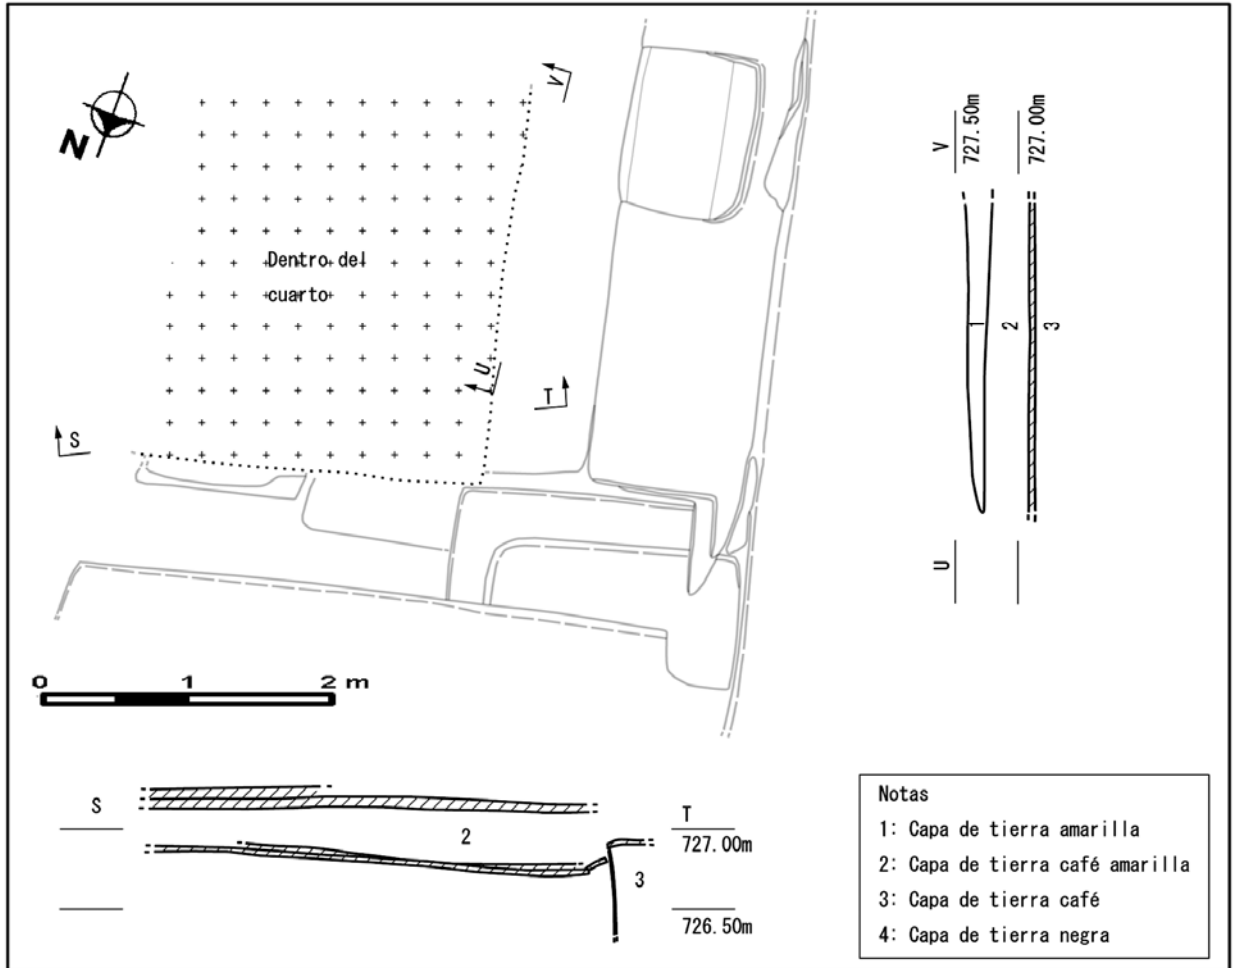 V
N
Dentro del
cuarto
U
T
S
0 1 2 m
V
727.50m
727.00m
1
2
3
U
S
T
2
727.00m
3
726.50m
Notas
1: Capa de tierra amarilla
2: Capa de tierra café amarilla
3: Capa de tierra café
4: Capa de tierra negra